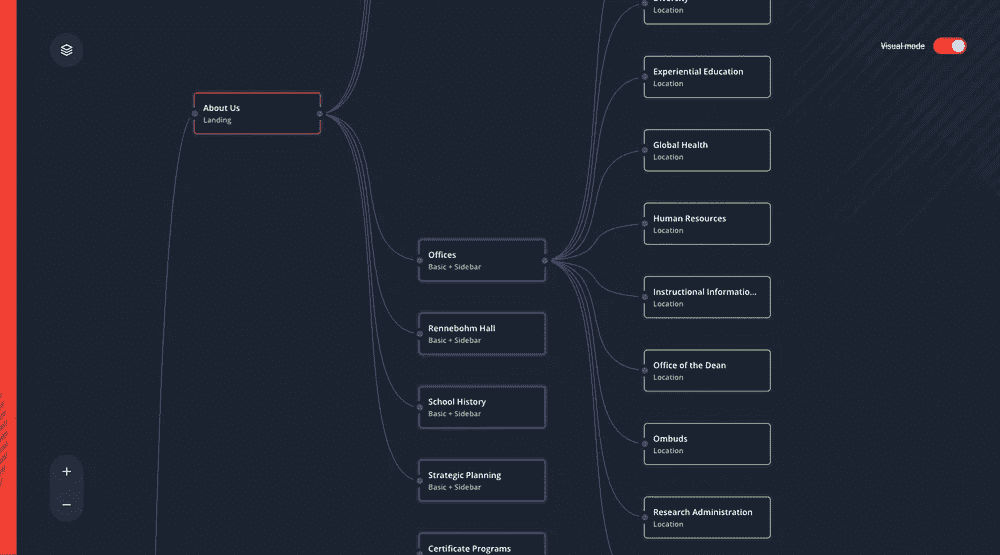 Location
Visual mode
Experiential Education
Location
About Us
Landing
Global Health
Location
Human Resources
Location
Offices
Basic + Sidebar
Instructional Informatio...
Location
Rennebohm Hall
Basic + Sidebar
Office of the Dean
Location
School History
Basic + Sidebar
Ombuds
Location
Strategic Planning
Basic + Sidebar
Research Administration
Location
Certificate Programs